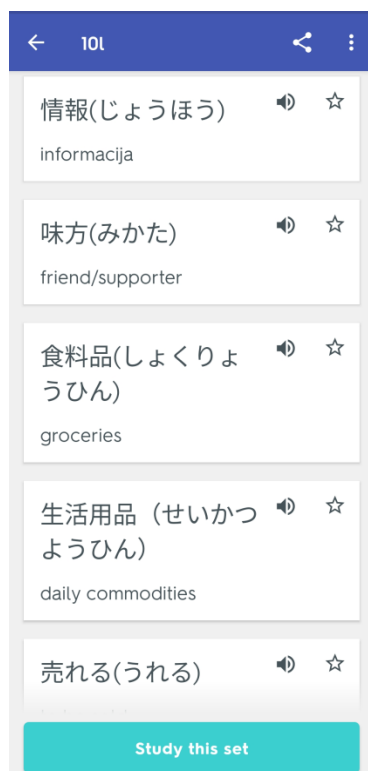 10l
情報(じょうほう)
informacija
味方(みかた)
friend/supporter
食料品(しょくりょ
うひん)
groceries
生活用品（せいかつ
ようひん）
daily commodities
売れる(うれる)
Study this set